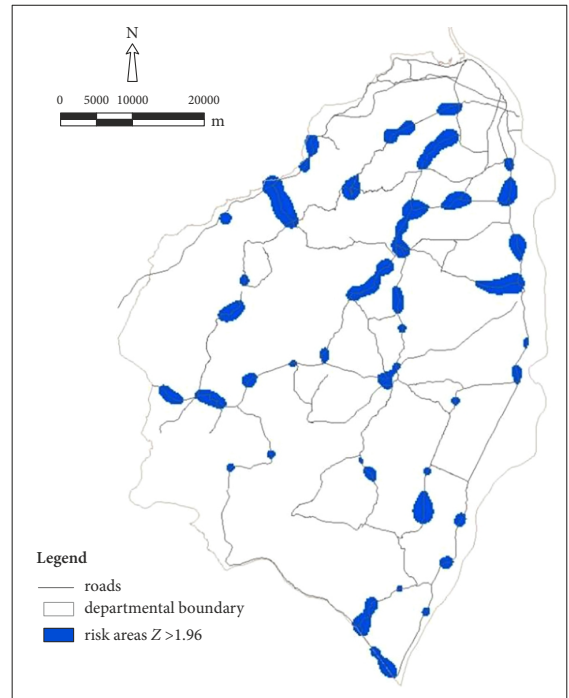 N
0 5000 10000 20000
m
Legend
roads
departmental boundary
risk areas Z >1.96